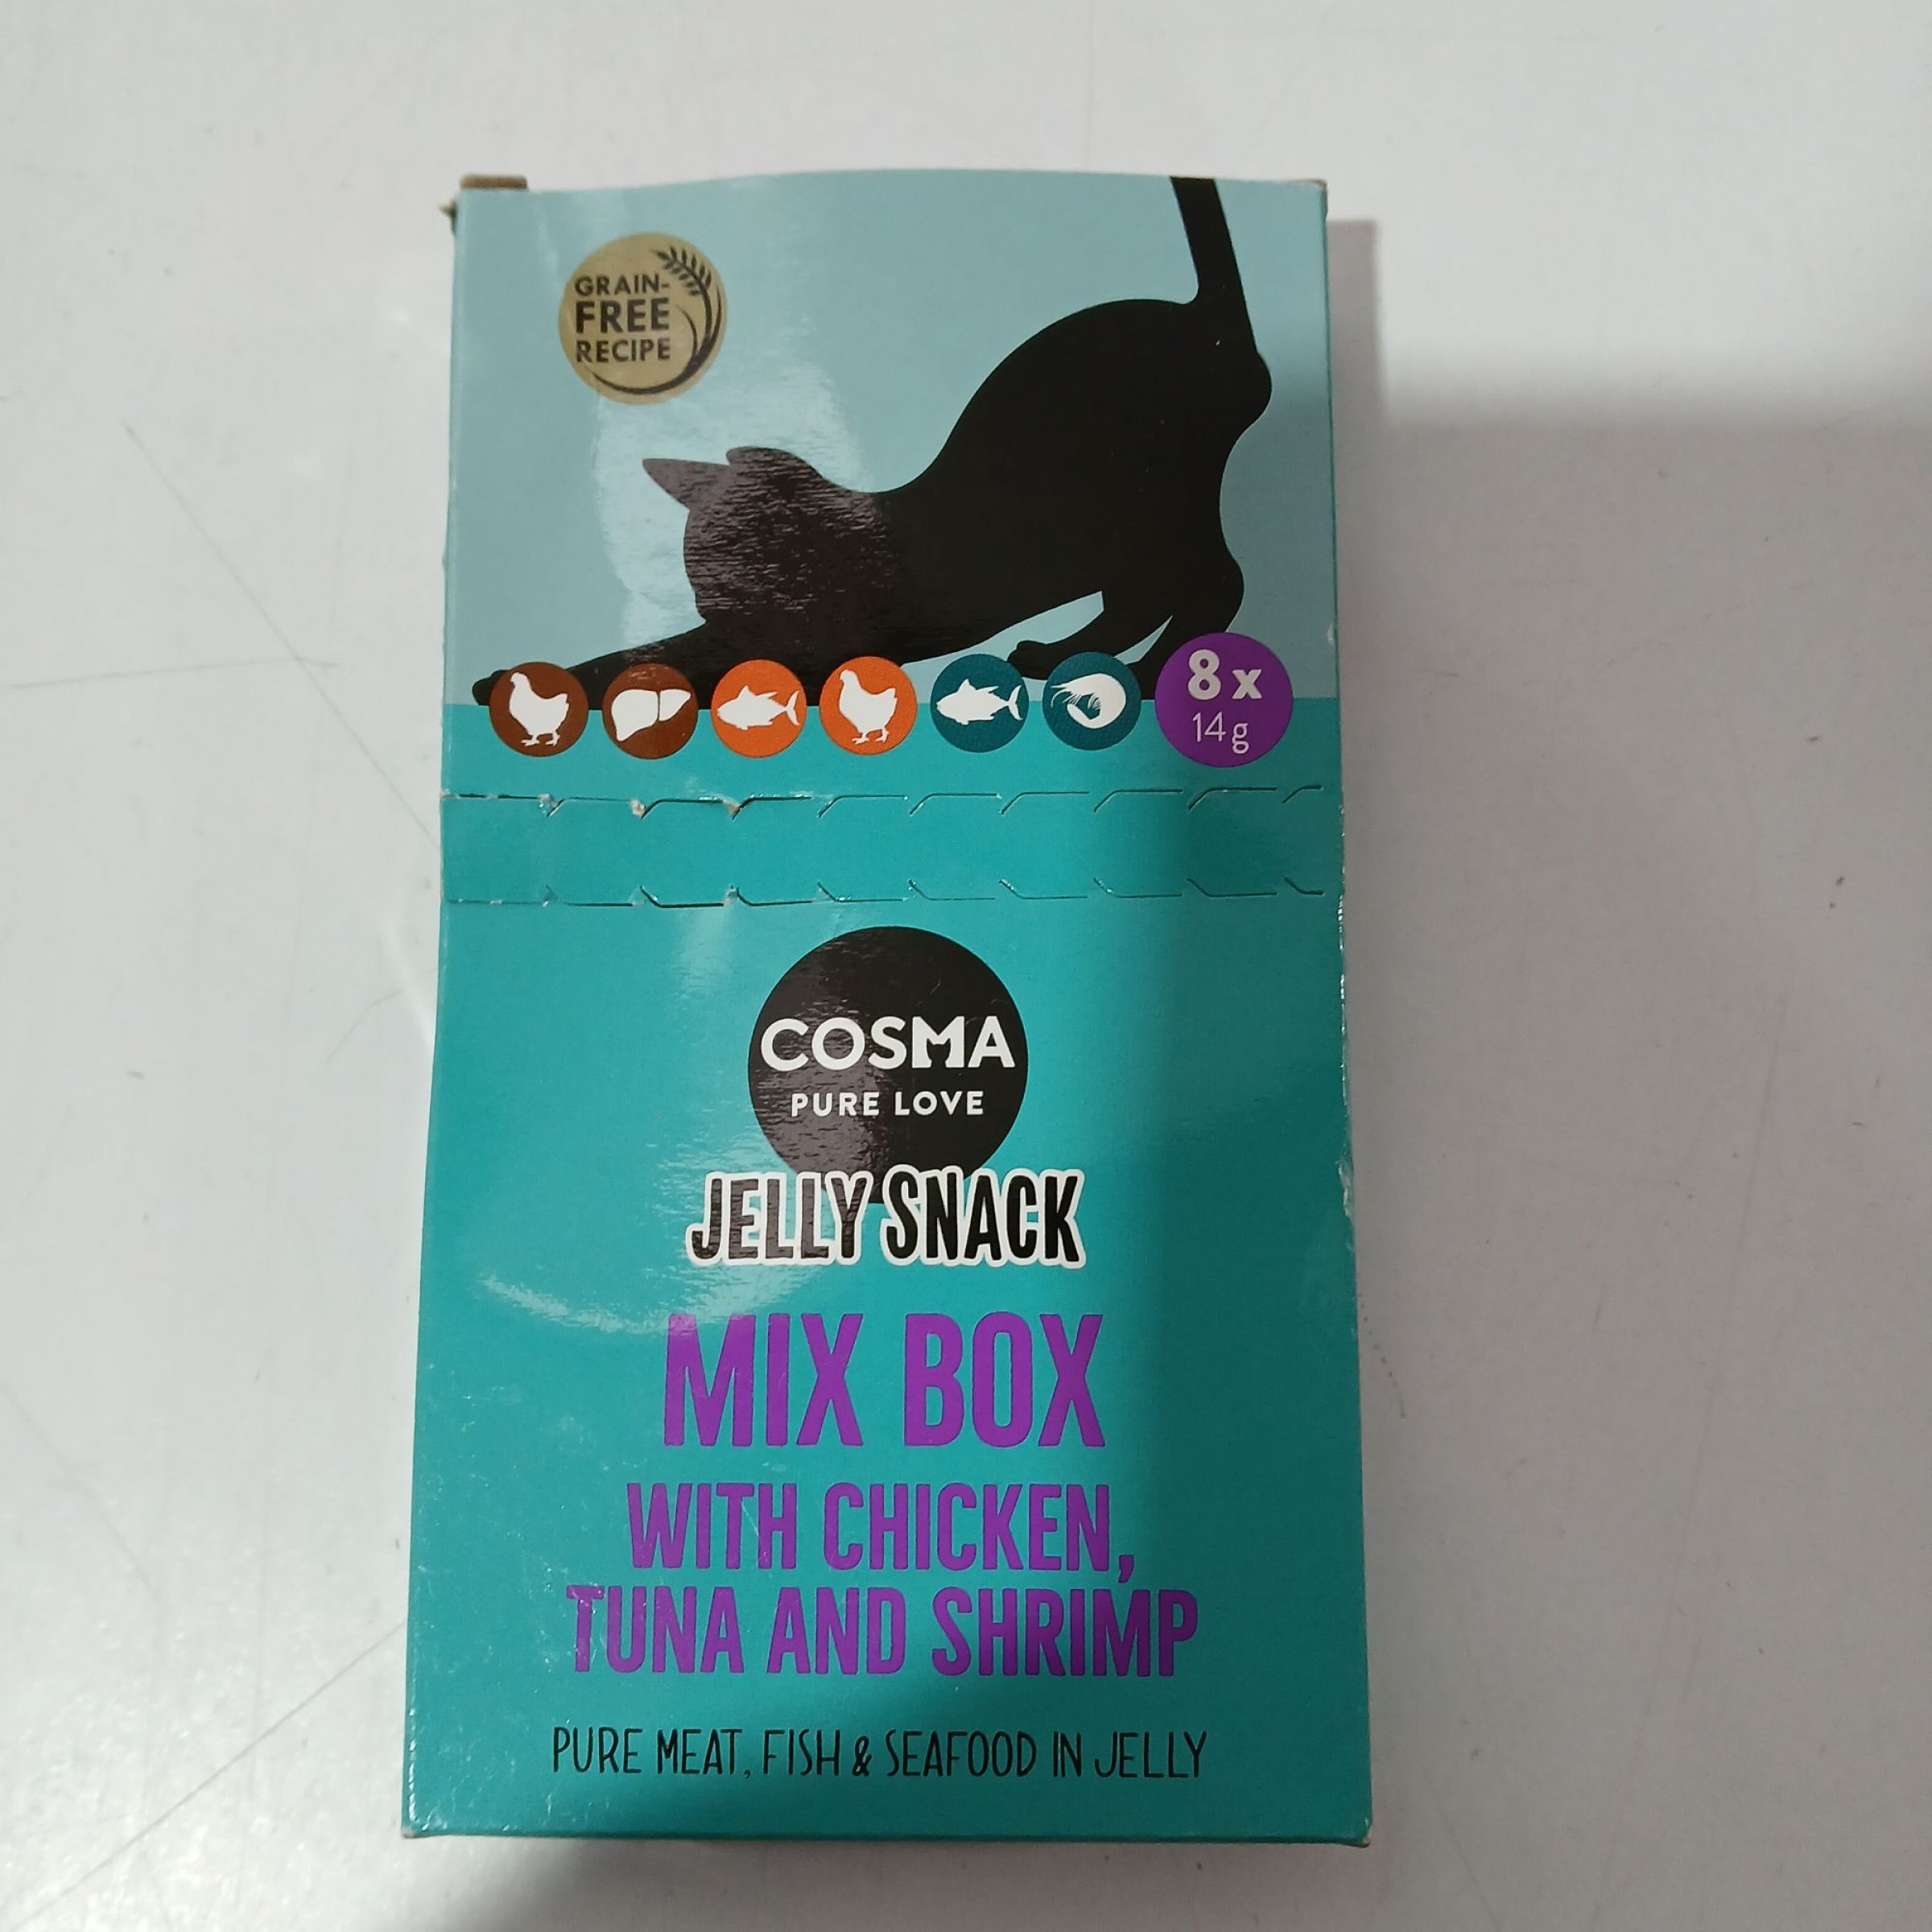 GRAIN-
FREE
RECIPE
8 x
14g
COSMA
PURE LOVE
JELLY SNACK
MIX BOX
WITH CHICKEN,
TUNA AND SHRIMP
PURE MEAT, FISH & SEAFOOD IN JELLY